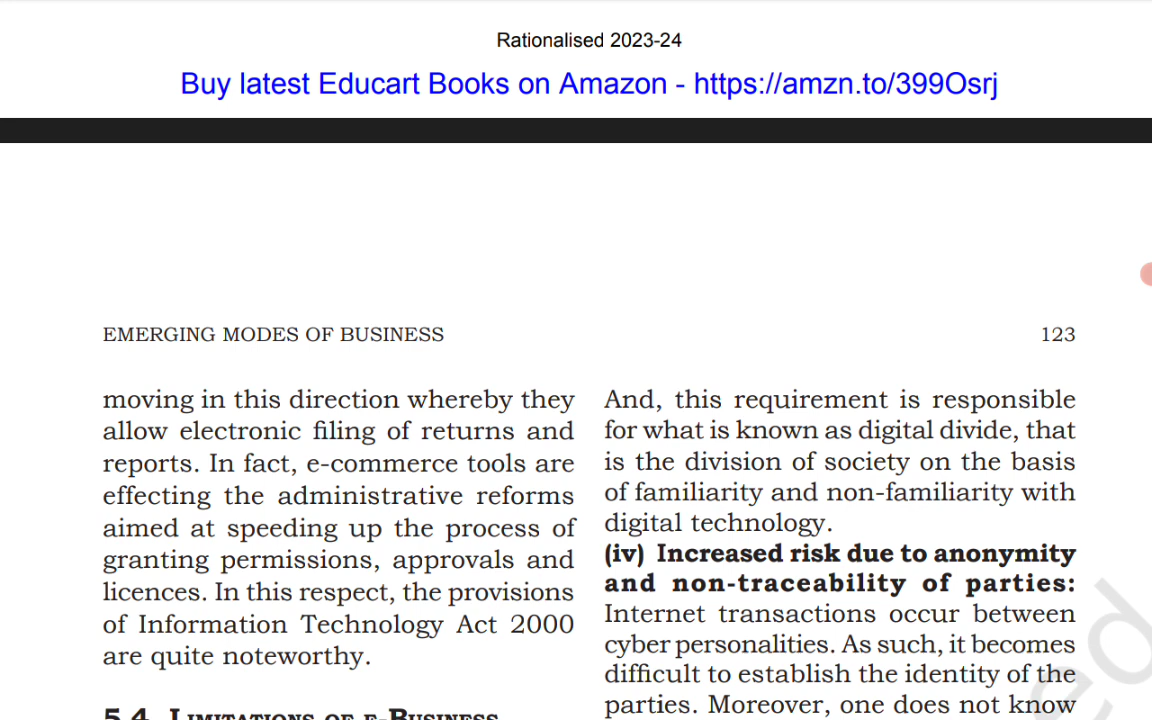 Rationalised 2023-24
Buy latest Educart Books on Amazon - https://amzn.to/399Osrj
EMERGING MODES OF BUSINESS 123
moving in this direction whereby they
allow electronic filing of returns and
reports. In fact, e-commerce tools are
effecting the administrative reforms
aimed at speeding up the process of
granting permissions, approvals and
licences. In this respect, the provisions
of Information Technology Act 2000
are quite noteworthy.
5.4 Limitations of e-Business
And, this requirement is responsible
for what is known as digital divide, that
is the division of society on the basis
of familiarity and non-familiarity with
digital technology.
(iv) Increased risk due to anonymity
and non-traceability of parties:
Internet transactions occur between
cyber personalities. As such, it becomes
difficult to establish the identity of the
parties. Moreover, one does not know
ed